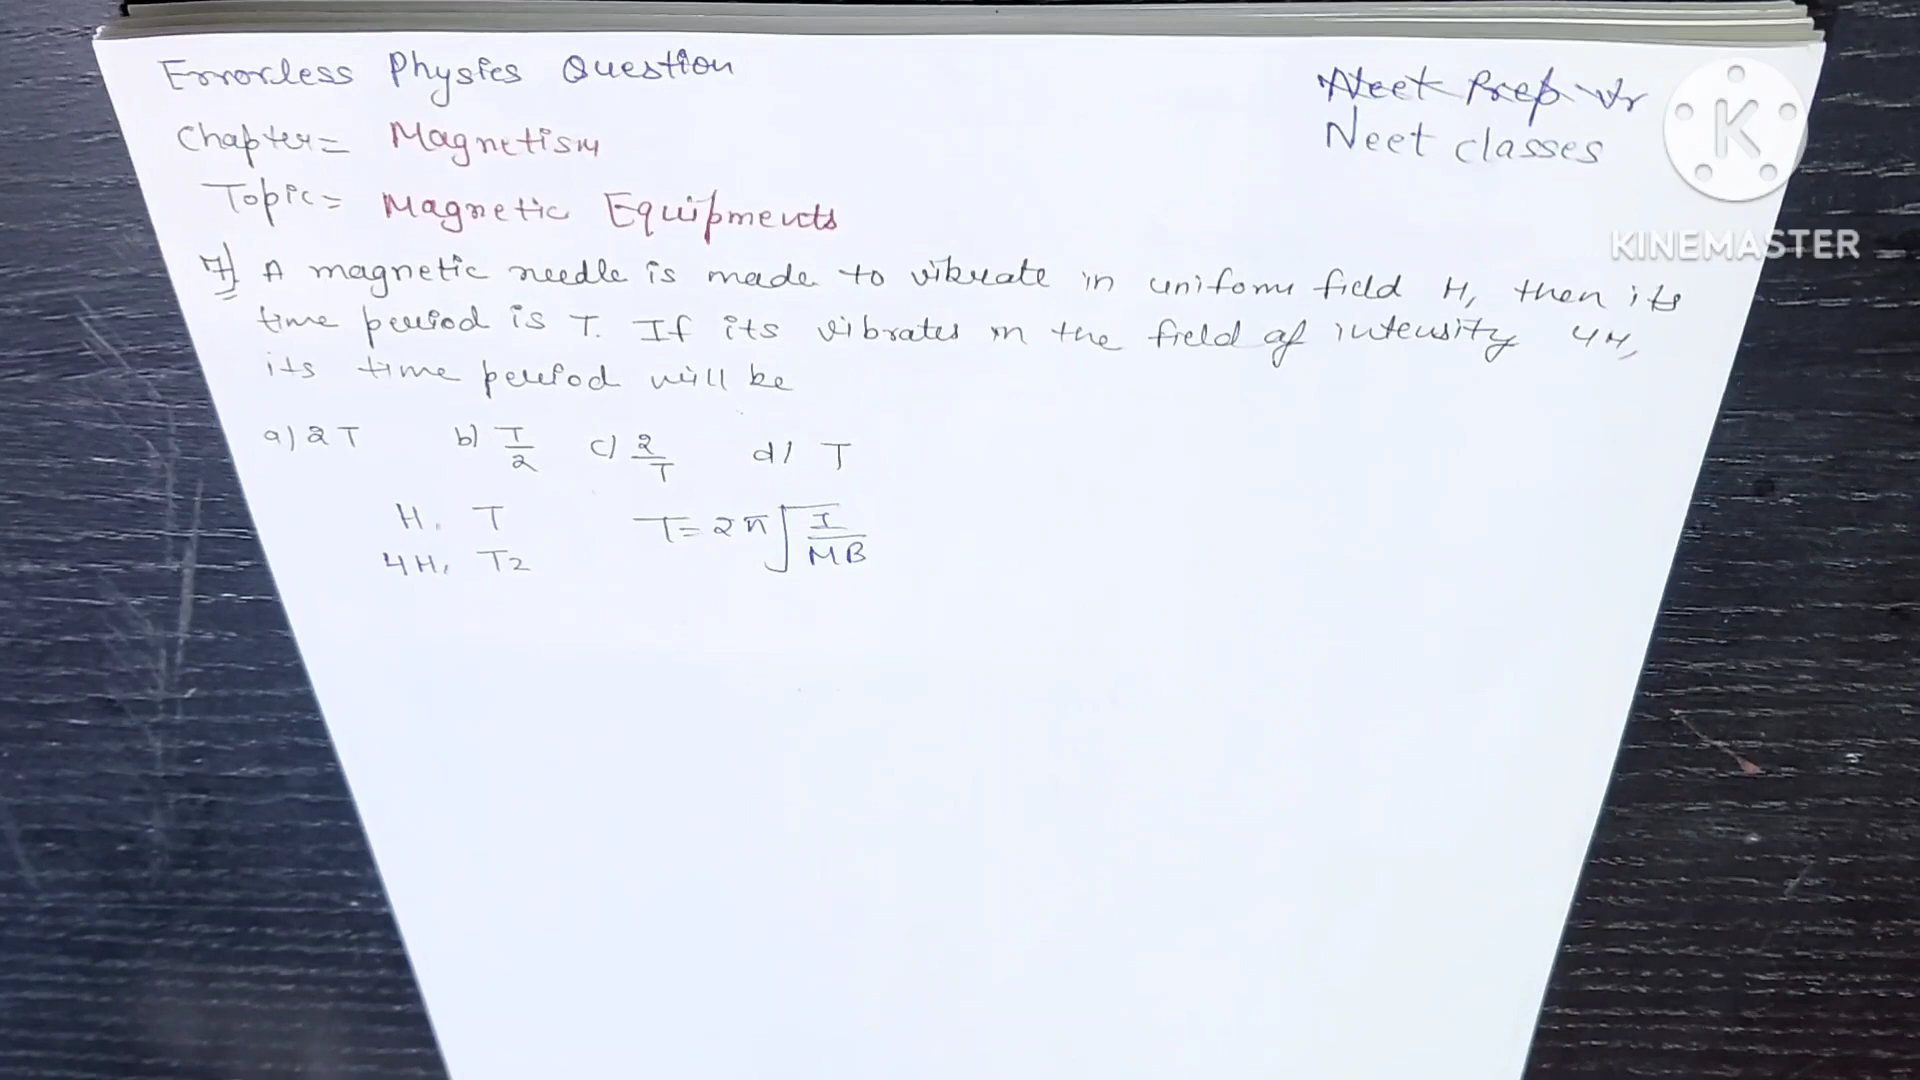 Errorless Physics Question
Neet Prep Vr
Neet classes
K
KINEMASTER
Chapter= Magnetism
Topic= Magnetic Equipments
7) A magnetic needle is made to vibrate in uniform field H, then its
time period is T. If its vibrates in the field of intensity 4H,
its time period will be
a) 2T b) T/2 c) 2/T d) T
H, T T=2π√(I/MB)
4H, T2